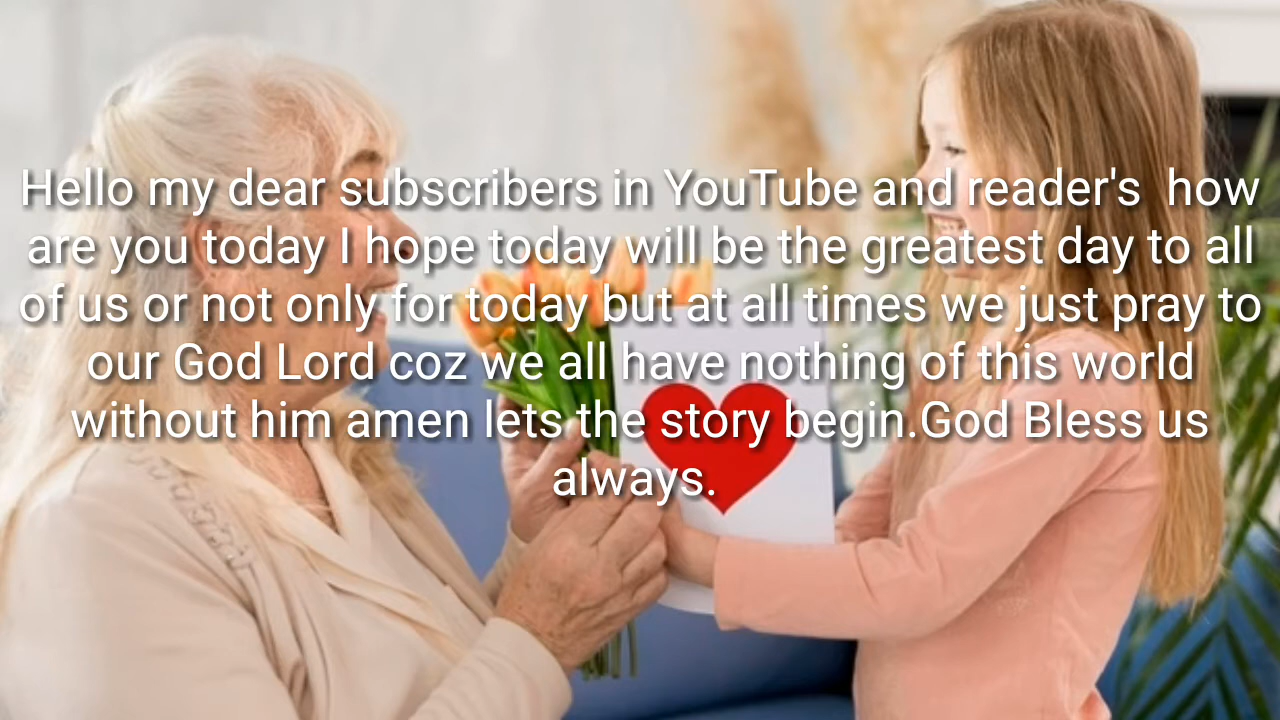 Hello my dear subscribers in YouTube and reader's  how
are you today I hope today will be the greatest day to all
of us or not only for today but at all times we just pray to
our God Lord coz we all have nothing of this world
without him amen lets the story begin.God Bless us
always.